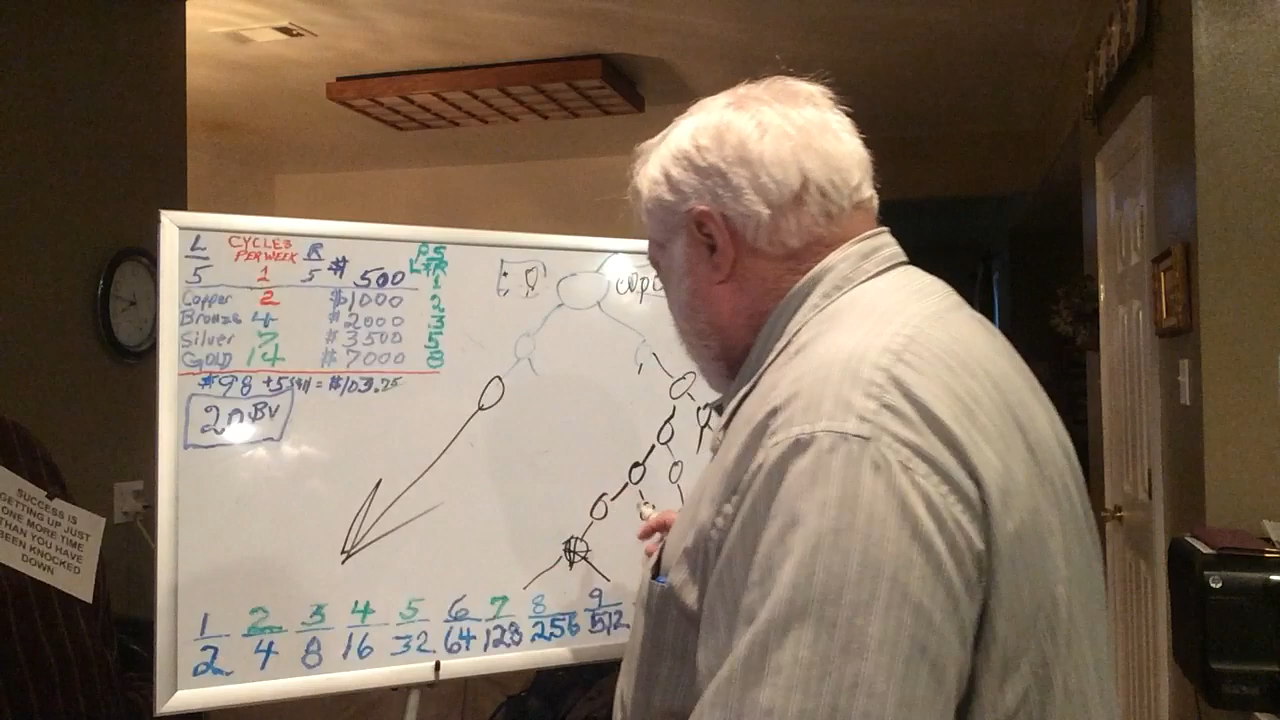 L CYCLES R PS
PER WEEK L+R
5 1 5 $ 500 1
Copper 2 $1000 2
Bronze 4 $2000 3
Silver 7 $3500 5
GOLD 14 $7000 8
$98 + 5 = $103.25
BV
1 2 3 4 5 6 7 8 9
2 4 8 16 32 64 128 256 512
SUCCESS IS
GETTING UP JUST
ONE MORE TIME
THAN YOU HAVE
BEEN KNOCKED
DOWN